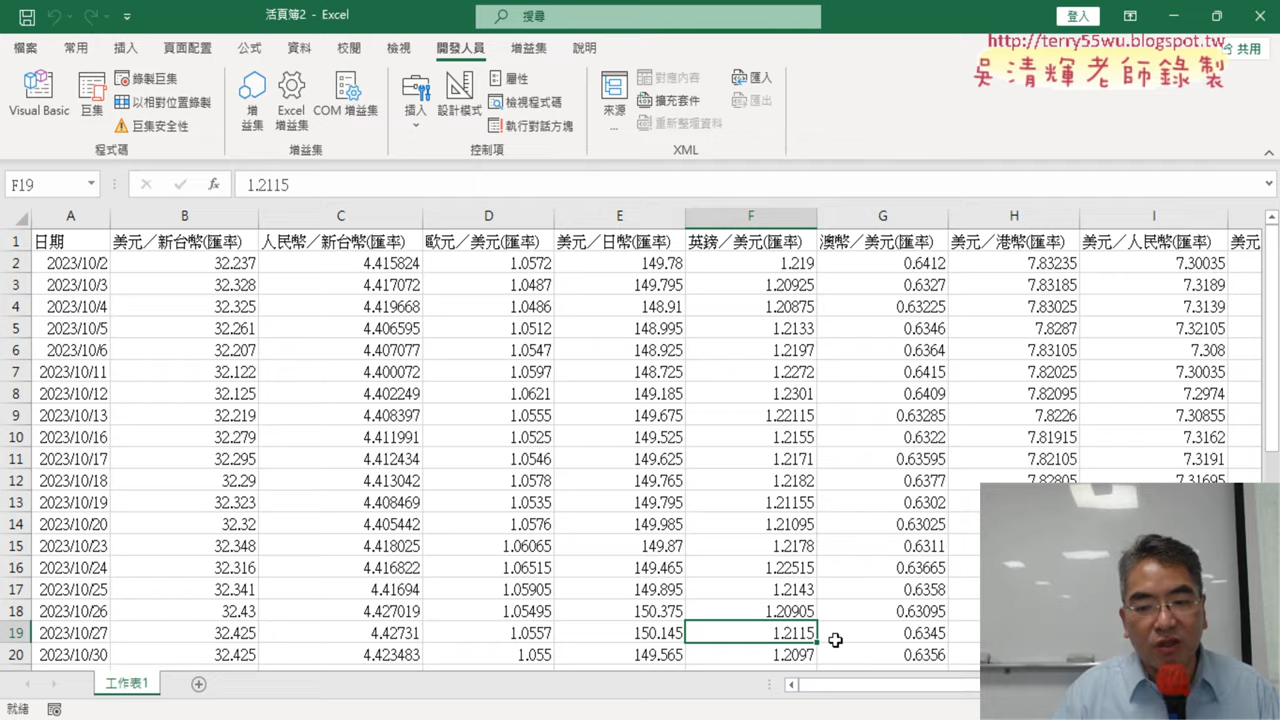 活頁簿2 - Excel
搜尋
登入
http://terry55wu.blogspot.tw
吳清輝老師錄製
共用
檔案 常用 插入 頁面配置 公式 資料 校閱 檢視 開發人員 增益集 說明
Visual Basic
巨集
錄製巨集
以相對位置錄製
巨集安全性
程式碼
增益集
Excel 增益集
COM 增益集
增益集
插入
設計模式
屬性
檢視程式碼
執行對話方塊
控制項
來源
...
對應內容
擴充套件
重新整理資料
匯入
匯出
XML
F19 fx 1.2115
A B C D E F G H I
1 日期 美元／新台幣(匯率) 人民幣／新台幣(匯率) 歐元／美元(匯率) 美元／日幣(匯率) 英鎊／美元(匯率) 澳幣／美元(匯率) 美元／港幣(匯率) 美元／人民幣(匯率) 美元
2 2023/10/2 32.237 4.415824 1.0572 149.78 1.219 0.6412 7.83235 7.30035
3 2023/10/3 32.328 4.417072 1.0487 149.795 1.20925 0.6327 7.83185 7.3189
4 2023/10/4 32.325 4.419668 1.0486 148.91 1.20875 0.63225 7.83025 7.3139
5 2023/10/5 32.261 4.406595 1.0512 148.995 1.2133 0.6346 7.8287 7.32105
6 2023/10/6 32.207 4.407077 1.0547 148.925 1.2197 0.6364 7.83105 7.308
7 2023/10/11 32.122 4.400072 1.0597 148.725 1.2272 0.6415 7.82025 7.30035
8 2023/10/12 32.125 4.402249 1.0621 149.185 1.2301 0.6409 7.82095 7.2974
9 2023/10/13 32.219 4.408397 1.0555 149.675 1.22115 0.63285 7.8226 7.30855
10 2023/10/16 32.279 4.411991 1.0525 149.525 1.2155 0.6322 7.81915 7.3162
11 2023/10/17 32.295 4.412434 1.0546 149.625 1.2171 0.63595 7.82105 7.3191
12 2023/10/18 32.29 4.413042 1.0578 149.765 1.2182 0.6377 7.82805 7.31695
13 2023/10/19 32.323 4.408469 1.0535 149.795 1.21155 0.6302
14 2023/10/20 32.32 4.405442 1.0576 149.985 1.21095 0.63025
15 2023/10/23 32.348 4.418025 1.06065 149.87 1.2178 0.6311
16 2023/10/24 32.316 4.416822 1.06515 149.465 1.22515 0.63665
17 2023/10/25 32.341 4.41694 1.05905 149.895 1.2143 0.6358
18 2023/10/26 32.43 4.427019 1.05495 150.375 1.20905 0.63095
19 2023/10/27 32.425 4.42731 1.0557 150.145 1.2115 0.6345
20 2023/10/30 32.425 4.423483 1.055 149.565 1.2097 0.6356
工作表1
就緒